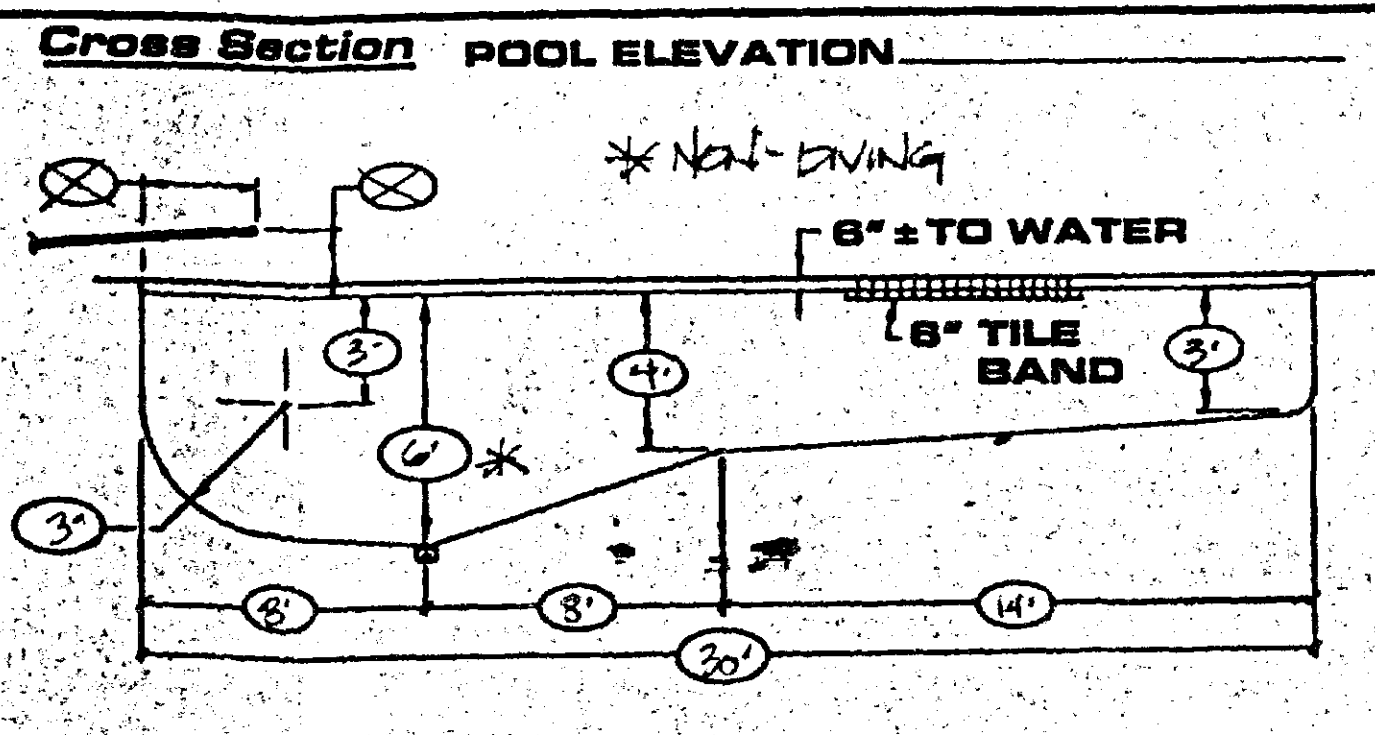 Cross Section POOL ELEVATION
* NON-DIVING
6" ± TO WATER
6" TILE
BAND
3'
4'
3'
6' *
3'
8'
8'
14'
30'